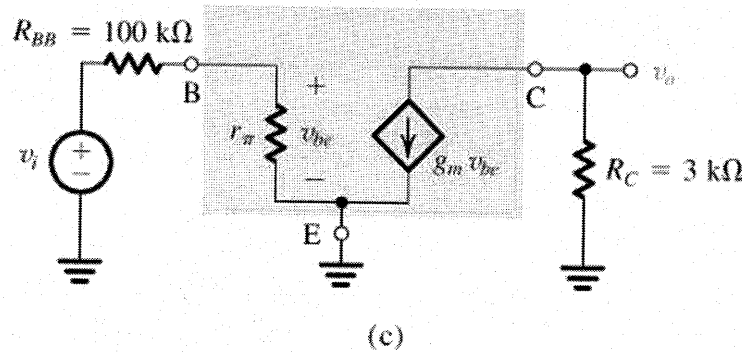 R_BB = 100 kΩ
B
+
C
v_o
v_i
+
−
r_π
v_be
g_m v_be
−
R_C = 3 kΩ
E
(c)